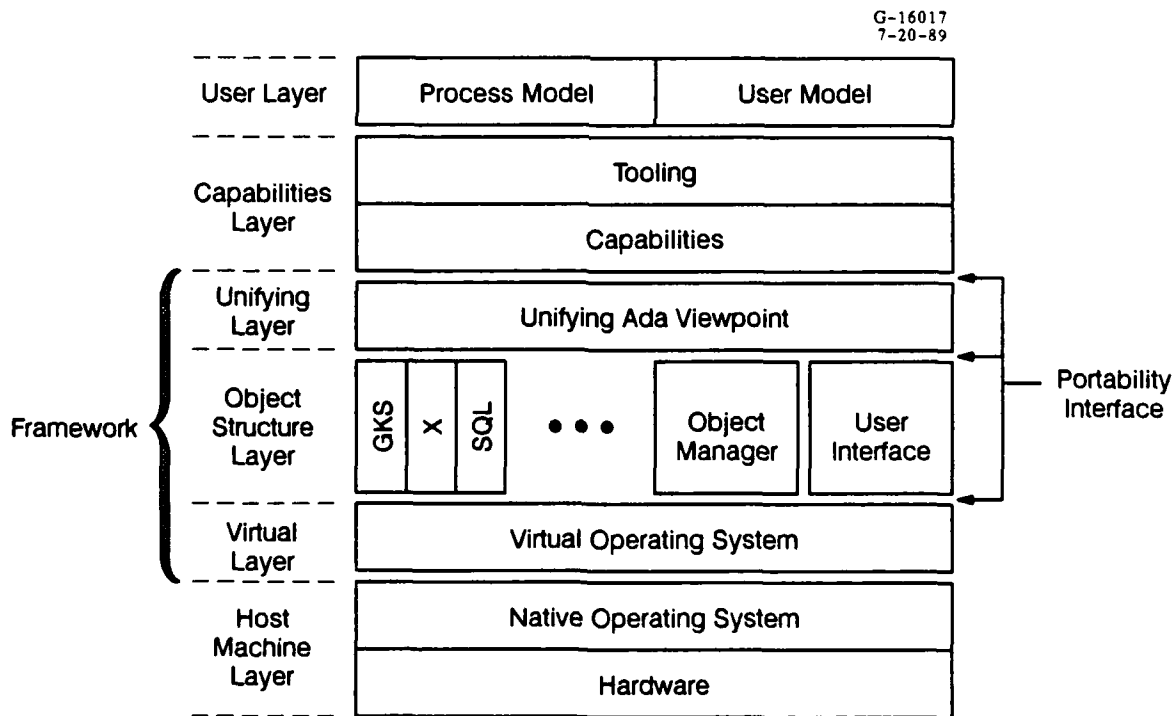 G-16017
7-20-89
User Layer
Process Model
User Model
Capabilities
Layer
Tooling
Capabilities
Unifying
Layer
Unifying Ada Viewpoint
Framework
Object
Structure
Layer
GKS
X
SQL
• • •
Object
Manager
User
Interface
Portability
Interface
Virtual
Layer
Virtual Operating System
Host
Machine
Layer
Native Operating System
Hardware